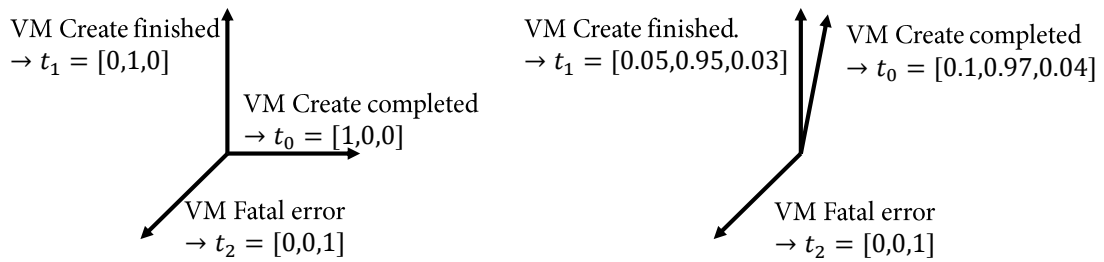 VM Create finished
→ t₁ = [0,1,0]
VM Create completed
→ t₀ = [1,0,0]
VM Fatal error
→ t₂ = [0,0,1]
VM Create finished.
→ t₁ = [0.05,0.95,0.03]
VM Create completed
→ t₀ = [0.1,0.97,0.04]
VM Fatal error
→ t₂ = [0,0,1]